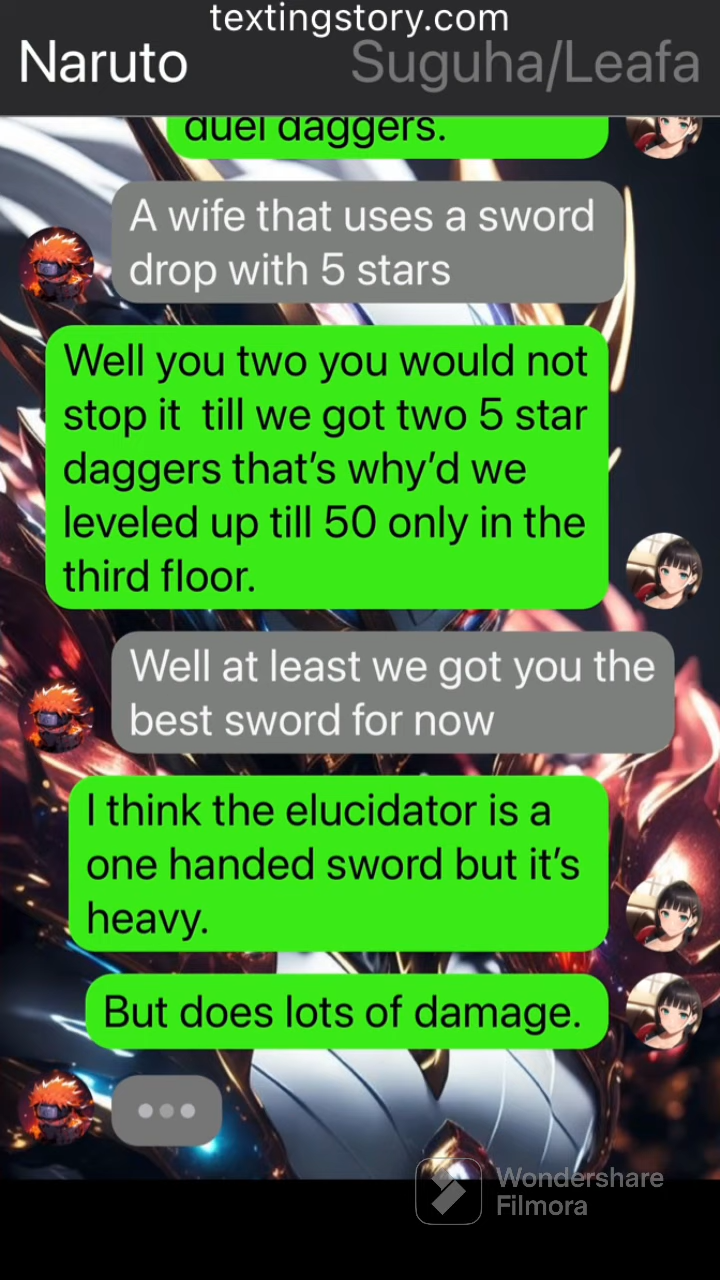 textingstory.com
Naruto Suguha/Leafa
duel daggers.
A wife that uses a sword
drop with 5 stars
Well you two you would not
stop it till we got two 5 star
daggers that's why'd we
leveled up till 50 only in the
third floor.
Well at least we got you the
best sword for now
I think the elucidator is a
one handed sword but it's
heavy.
But does lots of damage.
Wondershare
Filmora